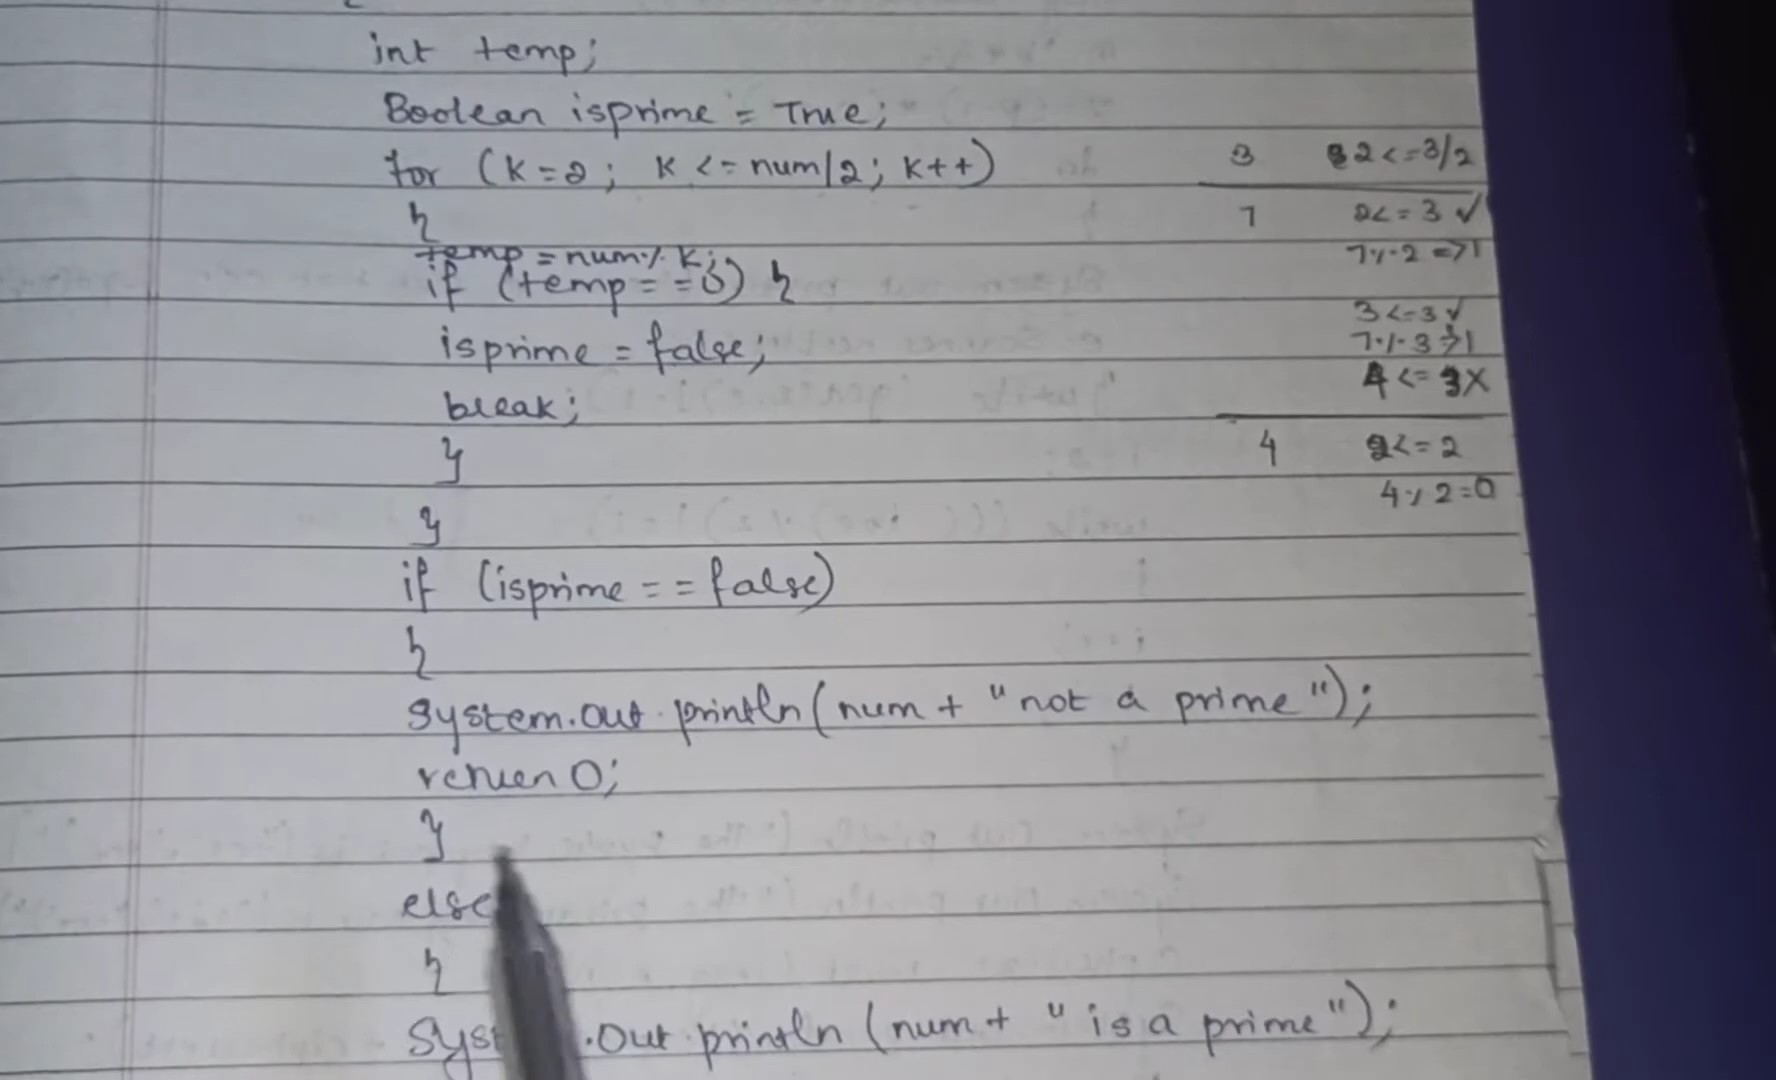 int temp;
Boolean isprime = True;
for (k=2; k <= num/2; k++)
{
temp = num % k;
if (temp == 0) {
isprime = false;
break;
}
}
if (isprime == false)
{
System.out.println(num + "not a prime");
return 0;
}
else
{
Syst .out.println(num + "is a prime");
3 2<=3/2
7 2<=3 ✓
7%2 =>1
3<=3 ✓
7%3 =>1
4<=3 X
4 2<=2
4%2=0